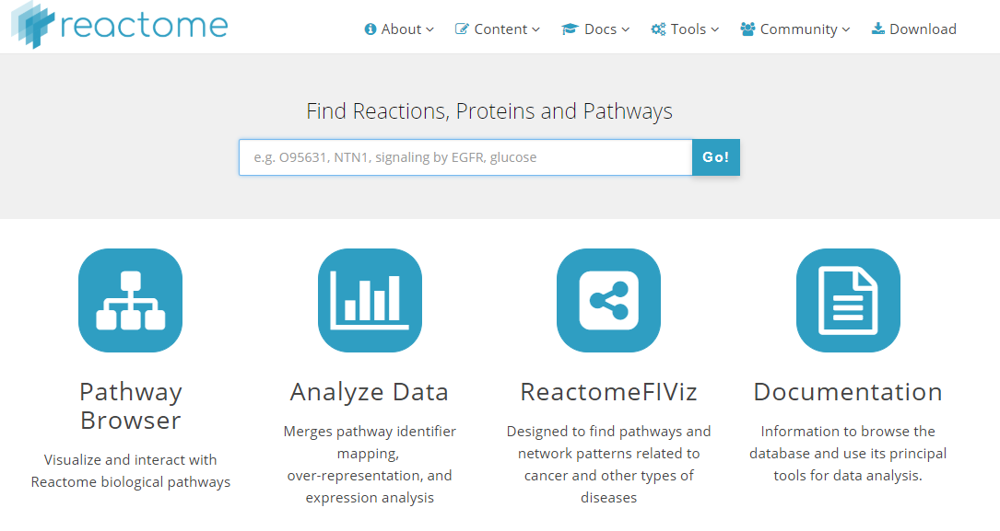 reactome
About Content Docs Tools Community Download
Find Reactions, Proteins and Pathways
e.g. O95631, NTN1, signaling by EGFR, glucose Go!
Pathway
Browser
Visualize and interact with
Reactome biological pathways
Analyze Data
Merges pathway identifier
mapping,
over-representation, and
expression analysis
ReactomeFIViz
Designed to find pathways and
network patterns related to
cancer and other types of
diseases
Documentation
Information to browse the
database and use its principal
tools for data analysis.